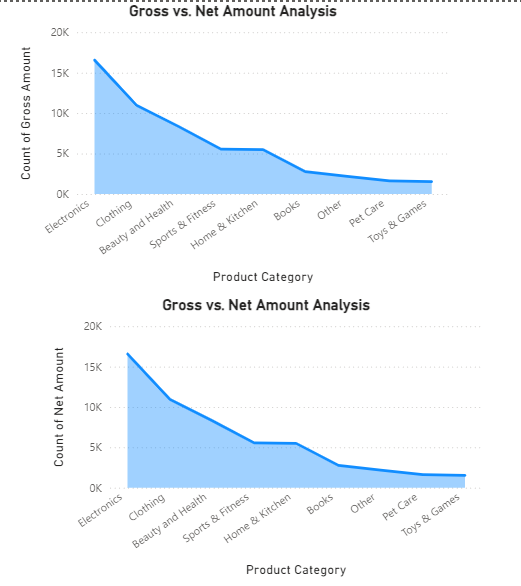 Gross vs. Net Amount Analysis
20K
15K
10K
5K
0K
Count of Gross Amount
Electronics
Clothing
Beauty and Health
Sports & Fitness
Home & Kitchen
Books
Other
Pet Care
Toys & Games
Product Category
Gross vs. Net Amount Analysis
20K
15K
10K
5K
0K
Count of Net Amount
Electronics
Clothing
Beauty and Health
Sports & Fitness
Home & Kitchen
Books
Other
Pet Care
Toys & Games
Product Category